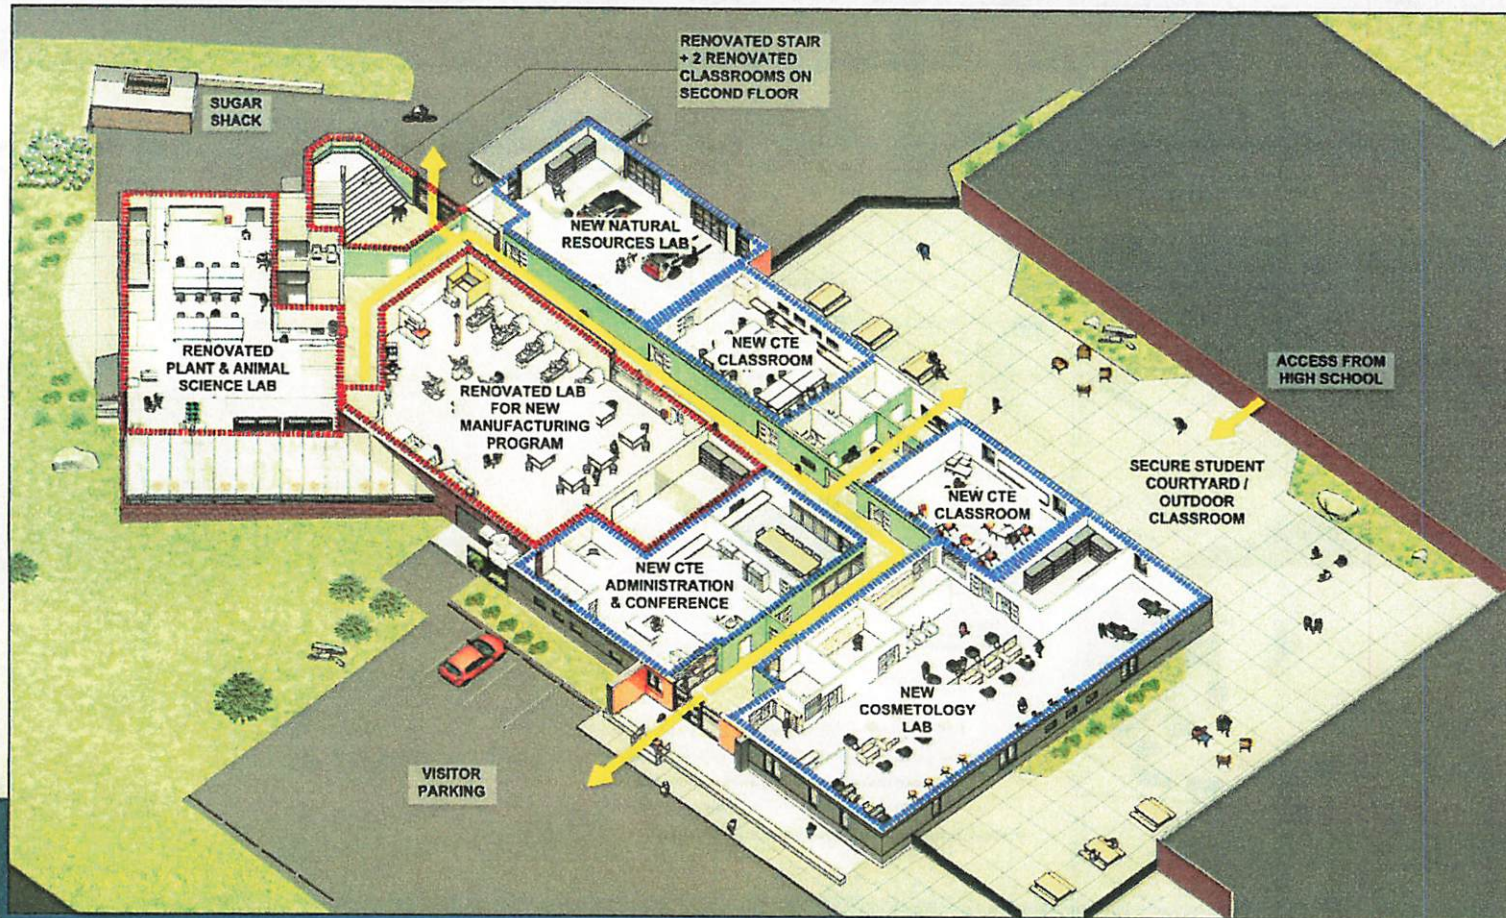 RENOVATED STAIR
+ 2 RENOVATED
CLASSROOMS ON
SECOND FLOOR
SUGAR
SHACK
NEW NATURAL
RESOURCES LAB
RENOVATED
PLANT & ANIMAL
SCIENCE LAB
NEW CTE
CLASSROOM
ACCESS FROM
HIGH SCHOOL
RENOVATED LAB
FOR NEW
MANUFACTURING
PROGRAM
SECURE STUDENT
COURTYARD /
OUTDOOR
CLASSROOM
NEW CTE
CLASSROOM
NEW CTE
ADMINISTRATION
& CONFERENCE
NEW
COSMETOLOGY
LAB
VISITOR
PARKING